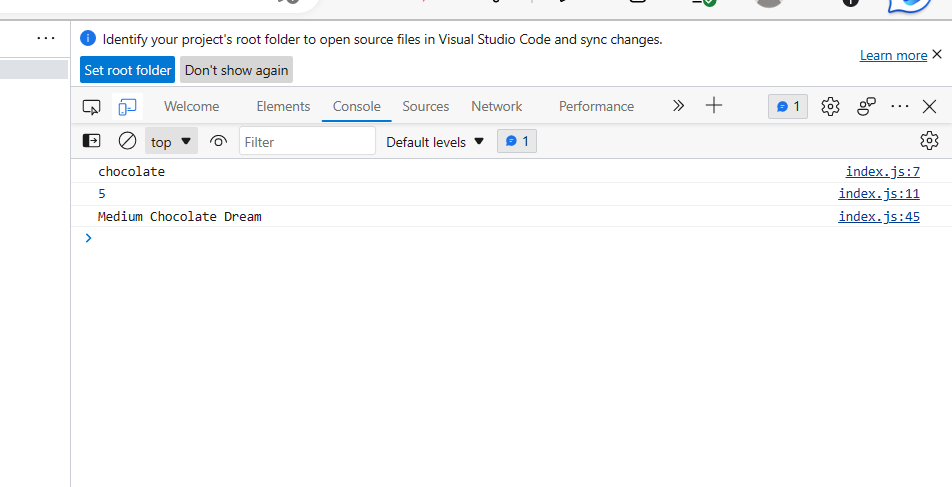 Identify your project's root folder to open source files in Visual Studio Code and sync changes.
Learn more
Set root folder Don't show again
Welcome Elements Console Sources Network Performance 1
top Filter Default levels 1
chocolate index.js:7
5 index.js:11
Medium Chocolate Dream index.js:45